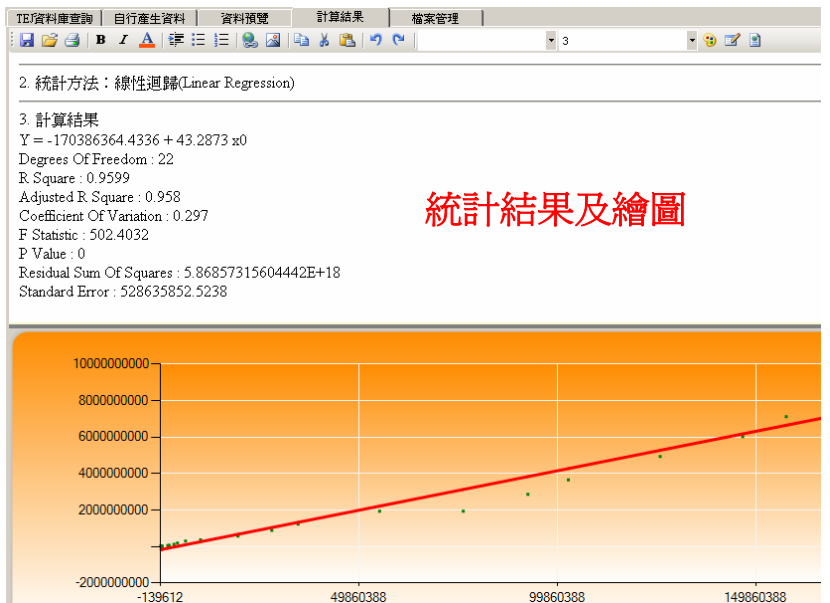 TEJ資料庫查詢 自行產生資料 資料預覽 計算結果 檔案管理
B I A 3
2. 統計方法：線性迴歸(Linear Regression)
3. 計算結果
Y = -170386364.4336 + 43.2873 x0
Degrees Of Freedom : 22
R Square : 0.9599
Adjusted R Square : 0.958
Coefficient Of Variation : 0.297
F Statistic : 502.4032
P Value : 0
Residual Sum Of Squares : 5.86857315604442E+18
Standard Error : 528635852.5238
統計結果及繪圖
10000000000
8000000000
6000000000
4000000000
2000000000
-2000000000
-139612 49860388 99860388 149860388